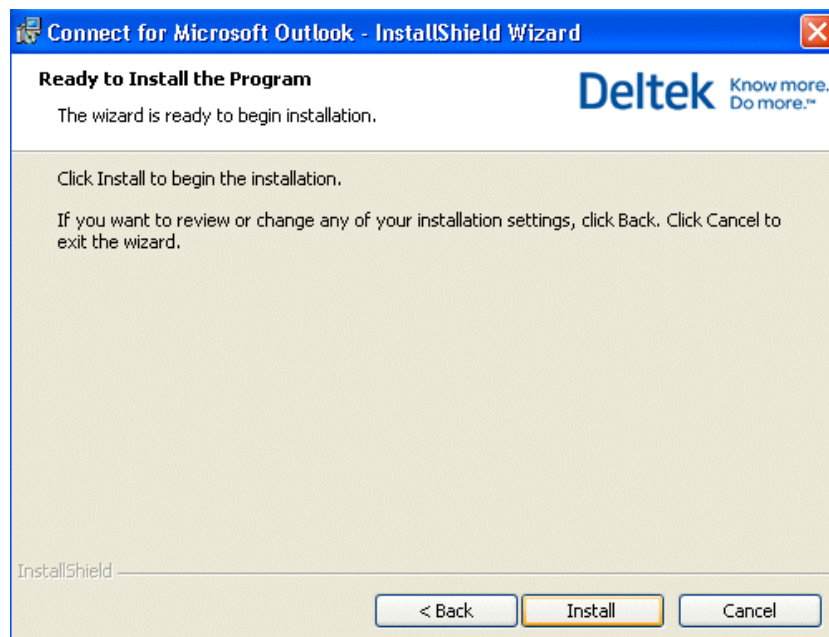 Connect for Microsoft Outlook - InstallShield Wizard
Ready to Install the Program
The wizard is ready to begin installation.
Deltek Know more.
Do more.™
Click Install to begin the installation.
If you want to review or change any of your installation settings, click Back. Click Cancel to
exit the wizard.
InstallShield
< Back Install Cancel